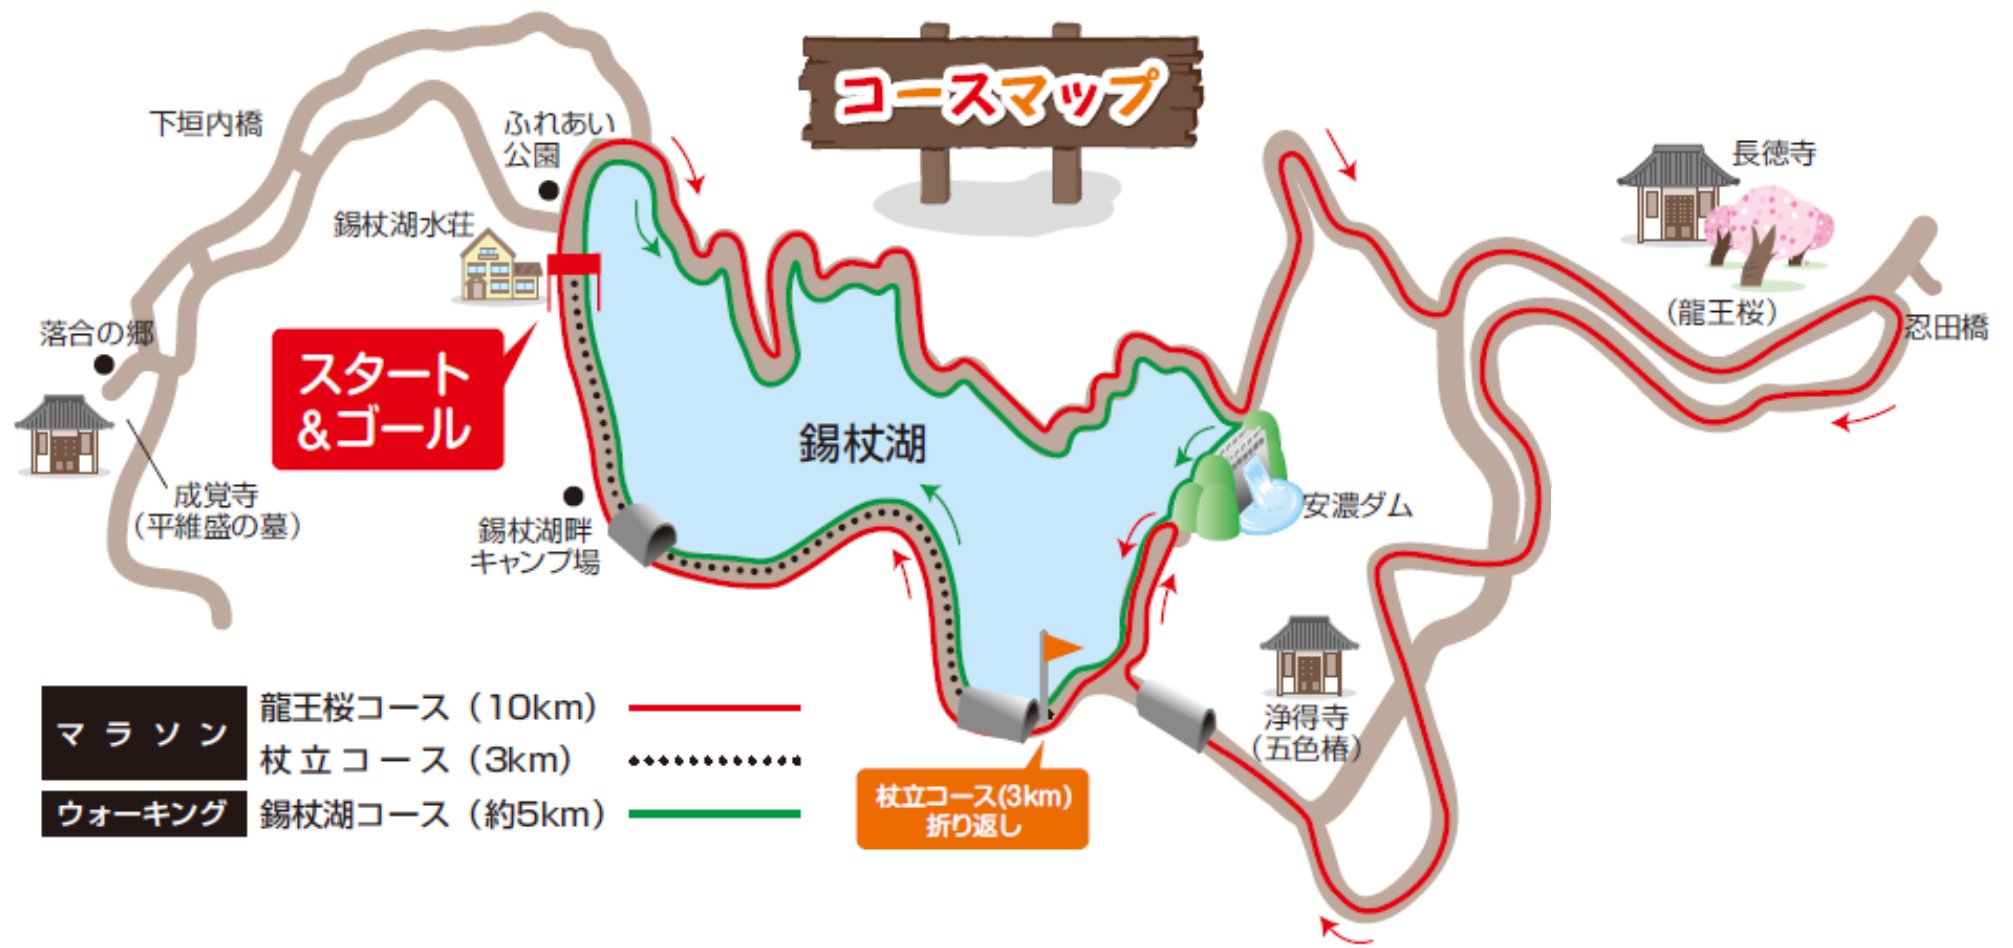 コースマップ
下垣内橋
ふれあい
公園
錫杖湖水荘
長徳寺
(龍王桜)
忍田橋
落合の郷
スタート
&ゴール
錫杖湖
成覚寺
(平維盛の墓)
錫杖湖畔
キャンプ場
安濃ダム
浄得寺
(五色椿)
マラソン
龍王桜コース(10km)
杖立コース(3km)
ウォーキング
錫杖湖コース(約5km)
杖立コース(3km)
折り返し